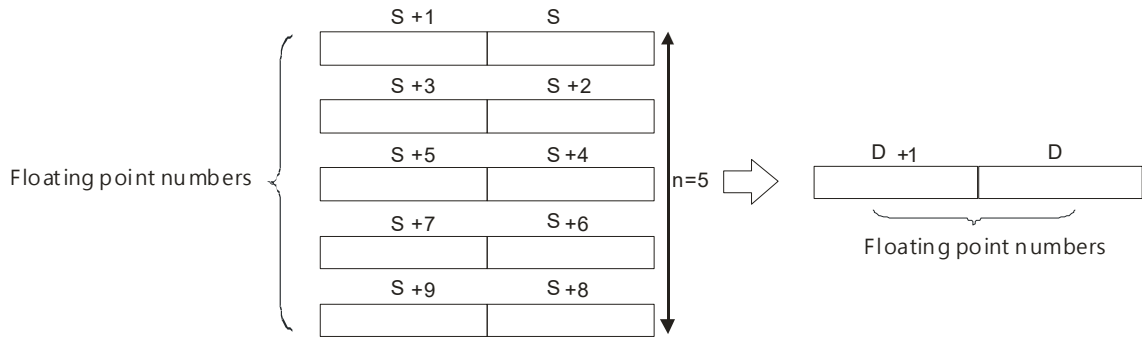 S +1 S
S +3 S +2
S +5 S +4
S +7 S +6
S +9 S +8
Floating point numbers
n=5
D +1 D
Floating point numbers